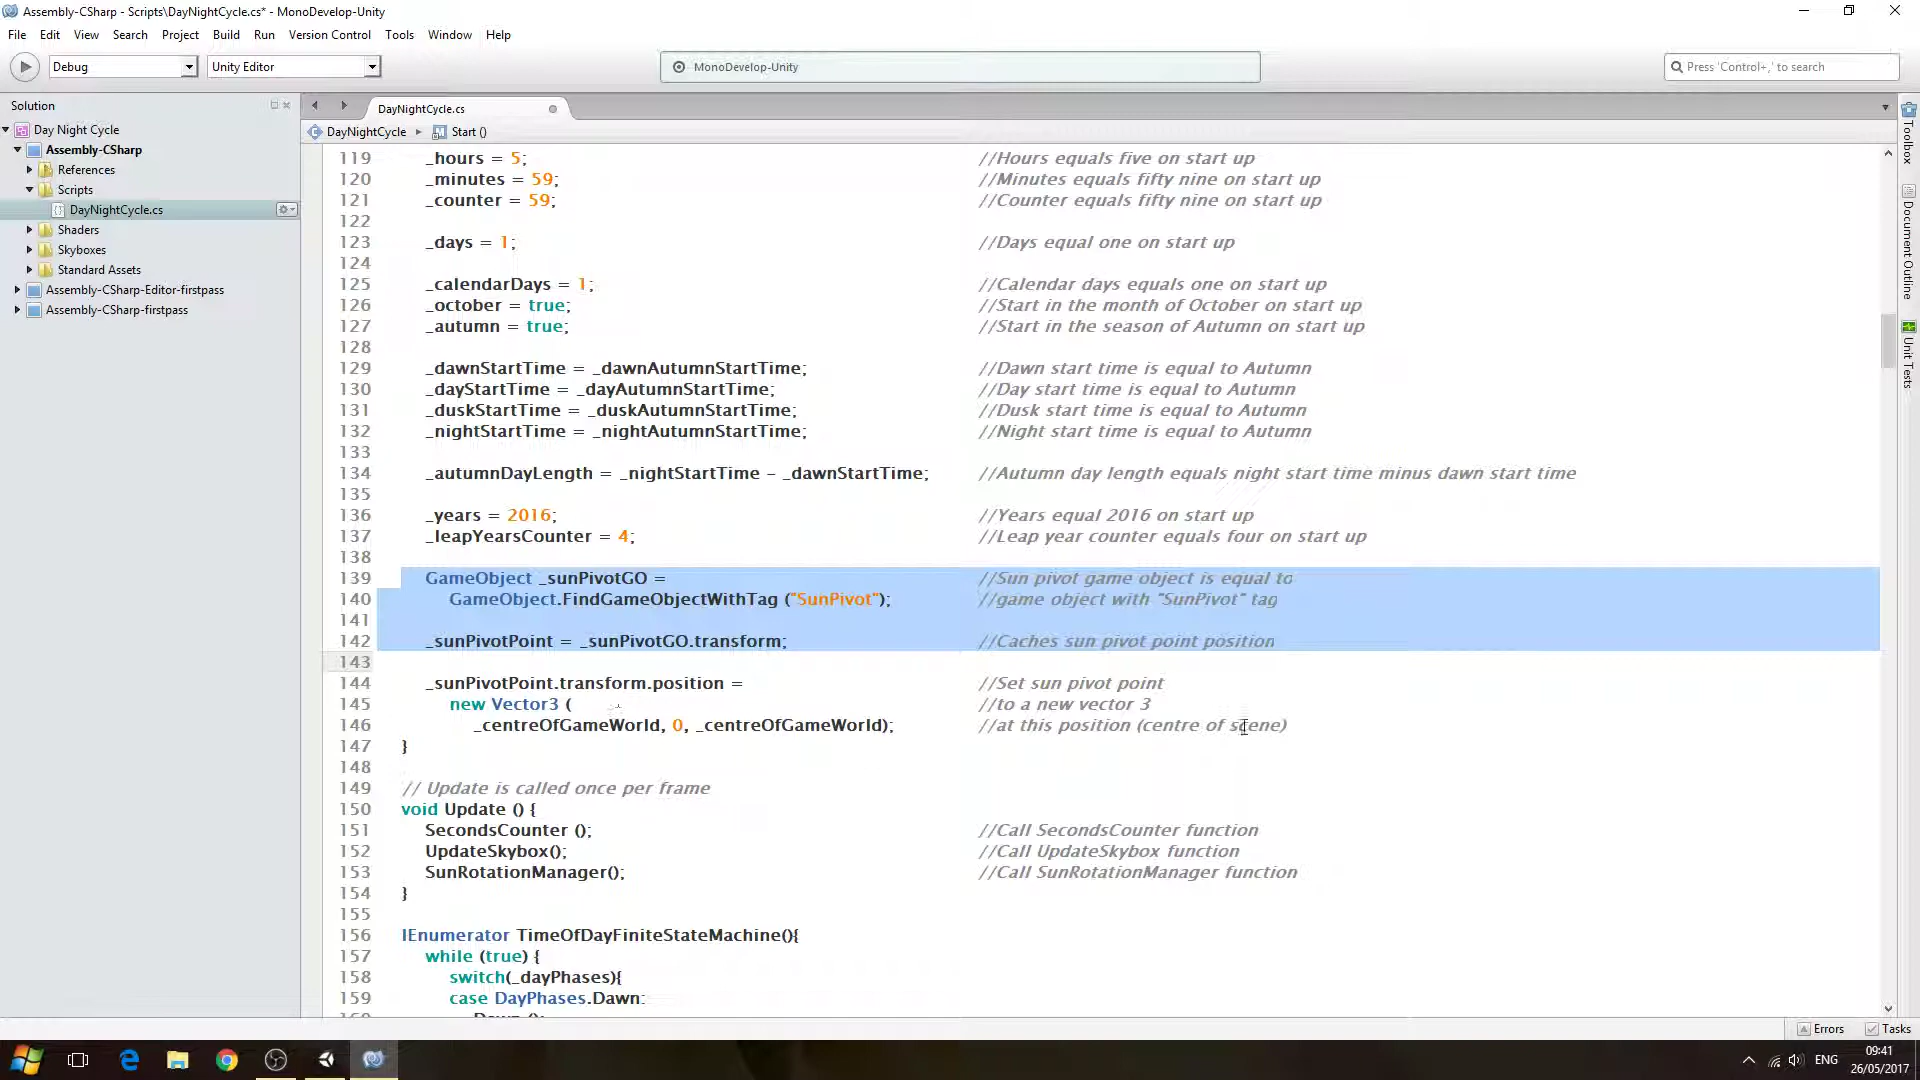 Assembly-CSharp - Scripts\DayNightCycle.cs* - MonoDevelop-Unity
File Edit View Search Project Build Run Version Control Tools Window Help
Debug Unity Editor MonoDevelop-Unity Press 'Control+,' to search
Solution
DayNightCycle.cs
Day Night Cycle
DayNightCycle Start ()
Assembly-CSharp
References
Scripts
DayNightCycle.cs
Shaders
Skyboxes
Standard Assets
Assembly-CSharp-Editor-firstpass
Assembly-CSharp-firstpass
119 _hours = 5; //Hours equals five on start up
120 _minutes = 59; //Minutes equals fifty nine on start up
121 _counter = 59; //Counter equals fifty nine on start up
122
123 _days = 1; //Days equal one on start up
124
125 _calendarDays = 1; //Calendar days equals one on start up
126 _october = true; //Start in the month of October on start up
127 _autumn = true; //Start in the season of Autumn on start up
128
129 _dawnStartTime = _dawnAutumnStartTime; //Dawn start time is equal to Autumn
130 _dayStartTime = _dayAutumnStartTime; //Day start time is equal to Autumn
131 _duskStartTime = _duskAutumnStartTime; //Dusk start time is equal to Autumn
132 _nightStartTime = _nightAutumnStartTime; //Night start time is equal to Autumn
133
134 _autumnDayLength = _nightStartTime - _dawnStartTime; //Autumn day length equals night start time minus dawn start time
135
136 _years = 2016; //Years equal 2016 on start up
137 _leapYearsCounter = 4; //Leap year counter equals four on start up
138
139 GameObject _sunPivotGO = //Sun pivot game object is equal to
140 GameObject.FindGameObjectWithTag ("SunPivot"); //game object with "SunPivot" tag
141
142 _sunPivotPoint = _sunPivotGO.transform; //Caches sun pivot point position
143
144 _sunPivotPoint.transform.position = //Set sun pivot point
145 new Vector3 ( //to a new vector 3
146 _centreOfGameWorld, 0, _centreOfGameWorld); //at this position (centre of scene)
147 }
148
149 // Update is called once per frame
150 void Update () {
151 SecondsCounter (); //Call SecondsCounter function
152 UpdateSkybox(); //Call UpdateSkybox function
153 SunRotationManager(); //Call SunRotationManager function
154 }
155
156 IEnumerator TimeOfDayFiniteStateMachine(){
157 while (true) {
158 switch(_dayPhases){
159 case DayPhases.Dawn:
Toolbox
Document Outline
Unit Tests
Errors Tasks
ENG
09:41
26/05/2017